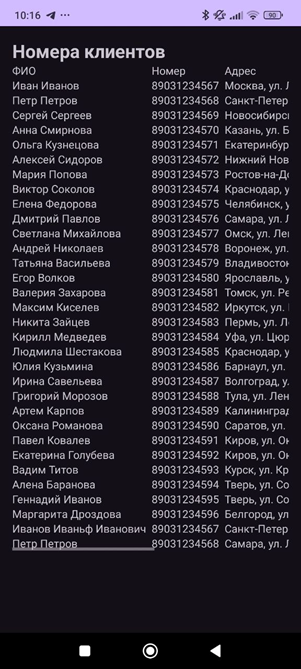 10:16
90
Номера клиентов
ФИО Номер Адрес
Иван Иванов 89031234567 Москва, ул. Л
Петр Петров 89031234568 Санкт-Петер
Сергей Сергеев 89031234569 Новосибирс
Анна Смирнова 89031234570 Казань, ул. Б
Ольга Кузнецова 89031234571 Екатеринбур
Алексей Сидоров 89031234572 Нижний Нов
Мария Попова 89031234573 Ростов-на-До
Виктор Соколов 89031234574 Краснодар, у
Елена Федорова 89031234575 Челябинск, у
Дмитрий Павлов 89031234576 Самара, ул. Л
Светлана Михайлова 89031234577 Омск, ул. Ле
Андрей Николаев 89031234578 Воронеж, ул.
Татьяна Васильева 89031234579 Владивосток
Егор Волков 89031234580 Ярославль, у
Валерия Захарова 89031234581 Томск, ул. Ре
Максим Киселев 89031234582 Иркутск, ул.
Никита Зайцев 89031234583 Пермь, ул. Ле
Кирилл Медведев 89031234584 Уфа, ул. Цюр
Людмила Шестакова 89031234585 Краснодар, у
Юлия Кузьмина 89031234586 Барнаул, ул.
Ирина Савельева 89031234587 Волгоград, у
Григорий Морозов 89031234588 Тула, ул. Лен
Артем Карпов 89031234589 Калининград
Оксана Романова 89031234590 Саратов, ул.
Павел Ковалев 89031234591 Киров, ул. Ок
Екатерина Голубева 89031234592 Киров, ул. Ок
Вадим Титов 89031234593 Курск, ул. Кр
Алена Баранова 89031234594 Тверь, ул. Со
Геннадий Иванов 89031234595 Тверь, ул. Со
Маргарита Дроздова 89031234596 Белгород, ул
Иванов Иваньф Иванович 89031234567 Санкт-Петер
Петр Петров 89031234568 Самара, ул. Л